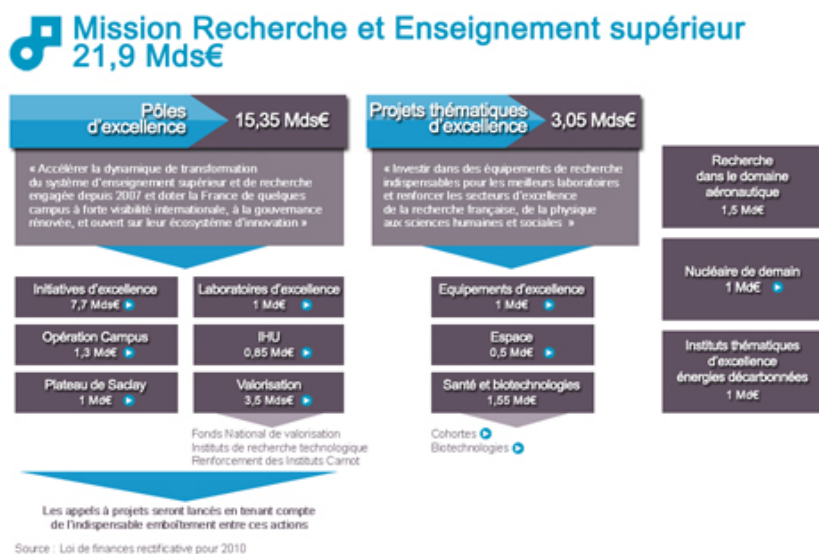 Mission Recherche et Enseignement supérieur
21,9 Mds€
Pôles
d'excellence
15,35 Mds€
« Accélérer la dynamique de transformation
du système d'enseignement supérieur et de recherche
engagée depuis 2007 et doter la France de quelques
campus à forte visibilité internationale, à la gouvernance
rénovée, et ouvert sur leur écosystème d'innovation »
Initiatives d'excellence
7,7 Mds€
Laboratoires d'excellence
1 Md€
Opération Campus
1,3 Md€
IHU
0,85 Md€
Plateau de Saclay
1 Md€
Valorisation
3,5 Mds€
Fonds National de valorisation
Instituts de recherche technologique
Renforcement des Instituts Carnot
Les appels à projets seront lancés en tenant compte
de l'indispensable emboîtement entre ces actions
Projets thématiques
d'excellence
3,05 Mds€
« Investir dans des équipements de recherche
indispensables pour les meilleurs laboratoires
et renforcer les secteurs d'excellence
de la recherche française, de la physique
aux sciences humaines et sociales »
Equipements d'excellence
1 Md€
Espace
0,5 Md€
Santé et biotechnologies
1,55 Md€
Cohortes
Biotechnologies
Recherche
dans le domaine
aéronautique
1,5 Md€
Nucléaire de demain
1 Md€
Instituts thématiques
d'excellence
énergies décarbonnées
1 Md€
Source : Loi de finances rectificative pour 2010